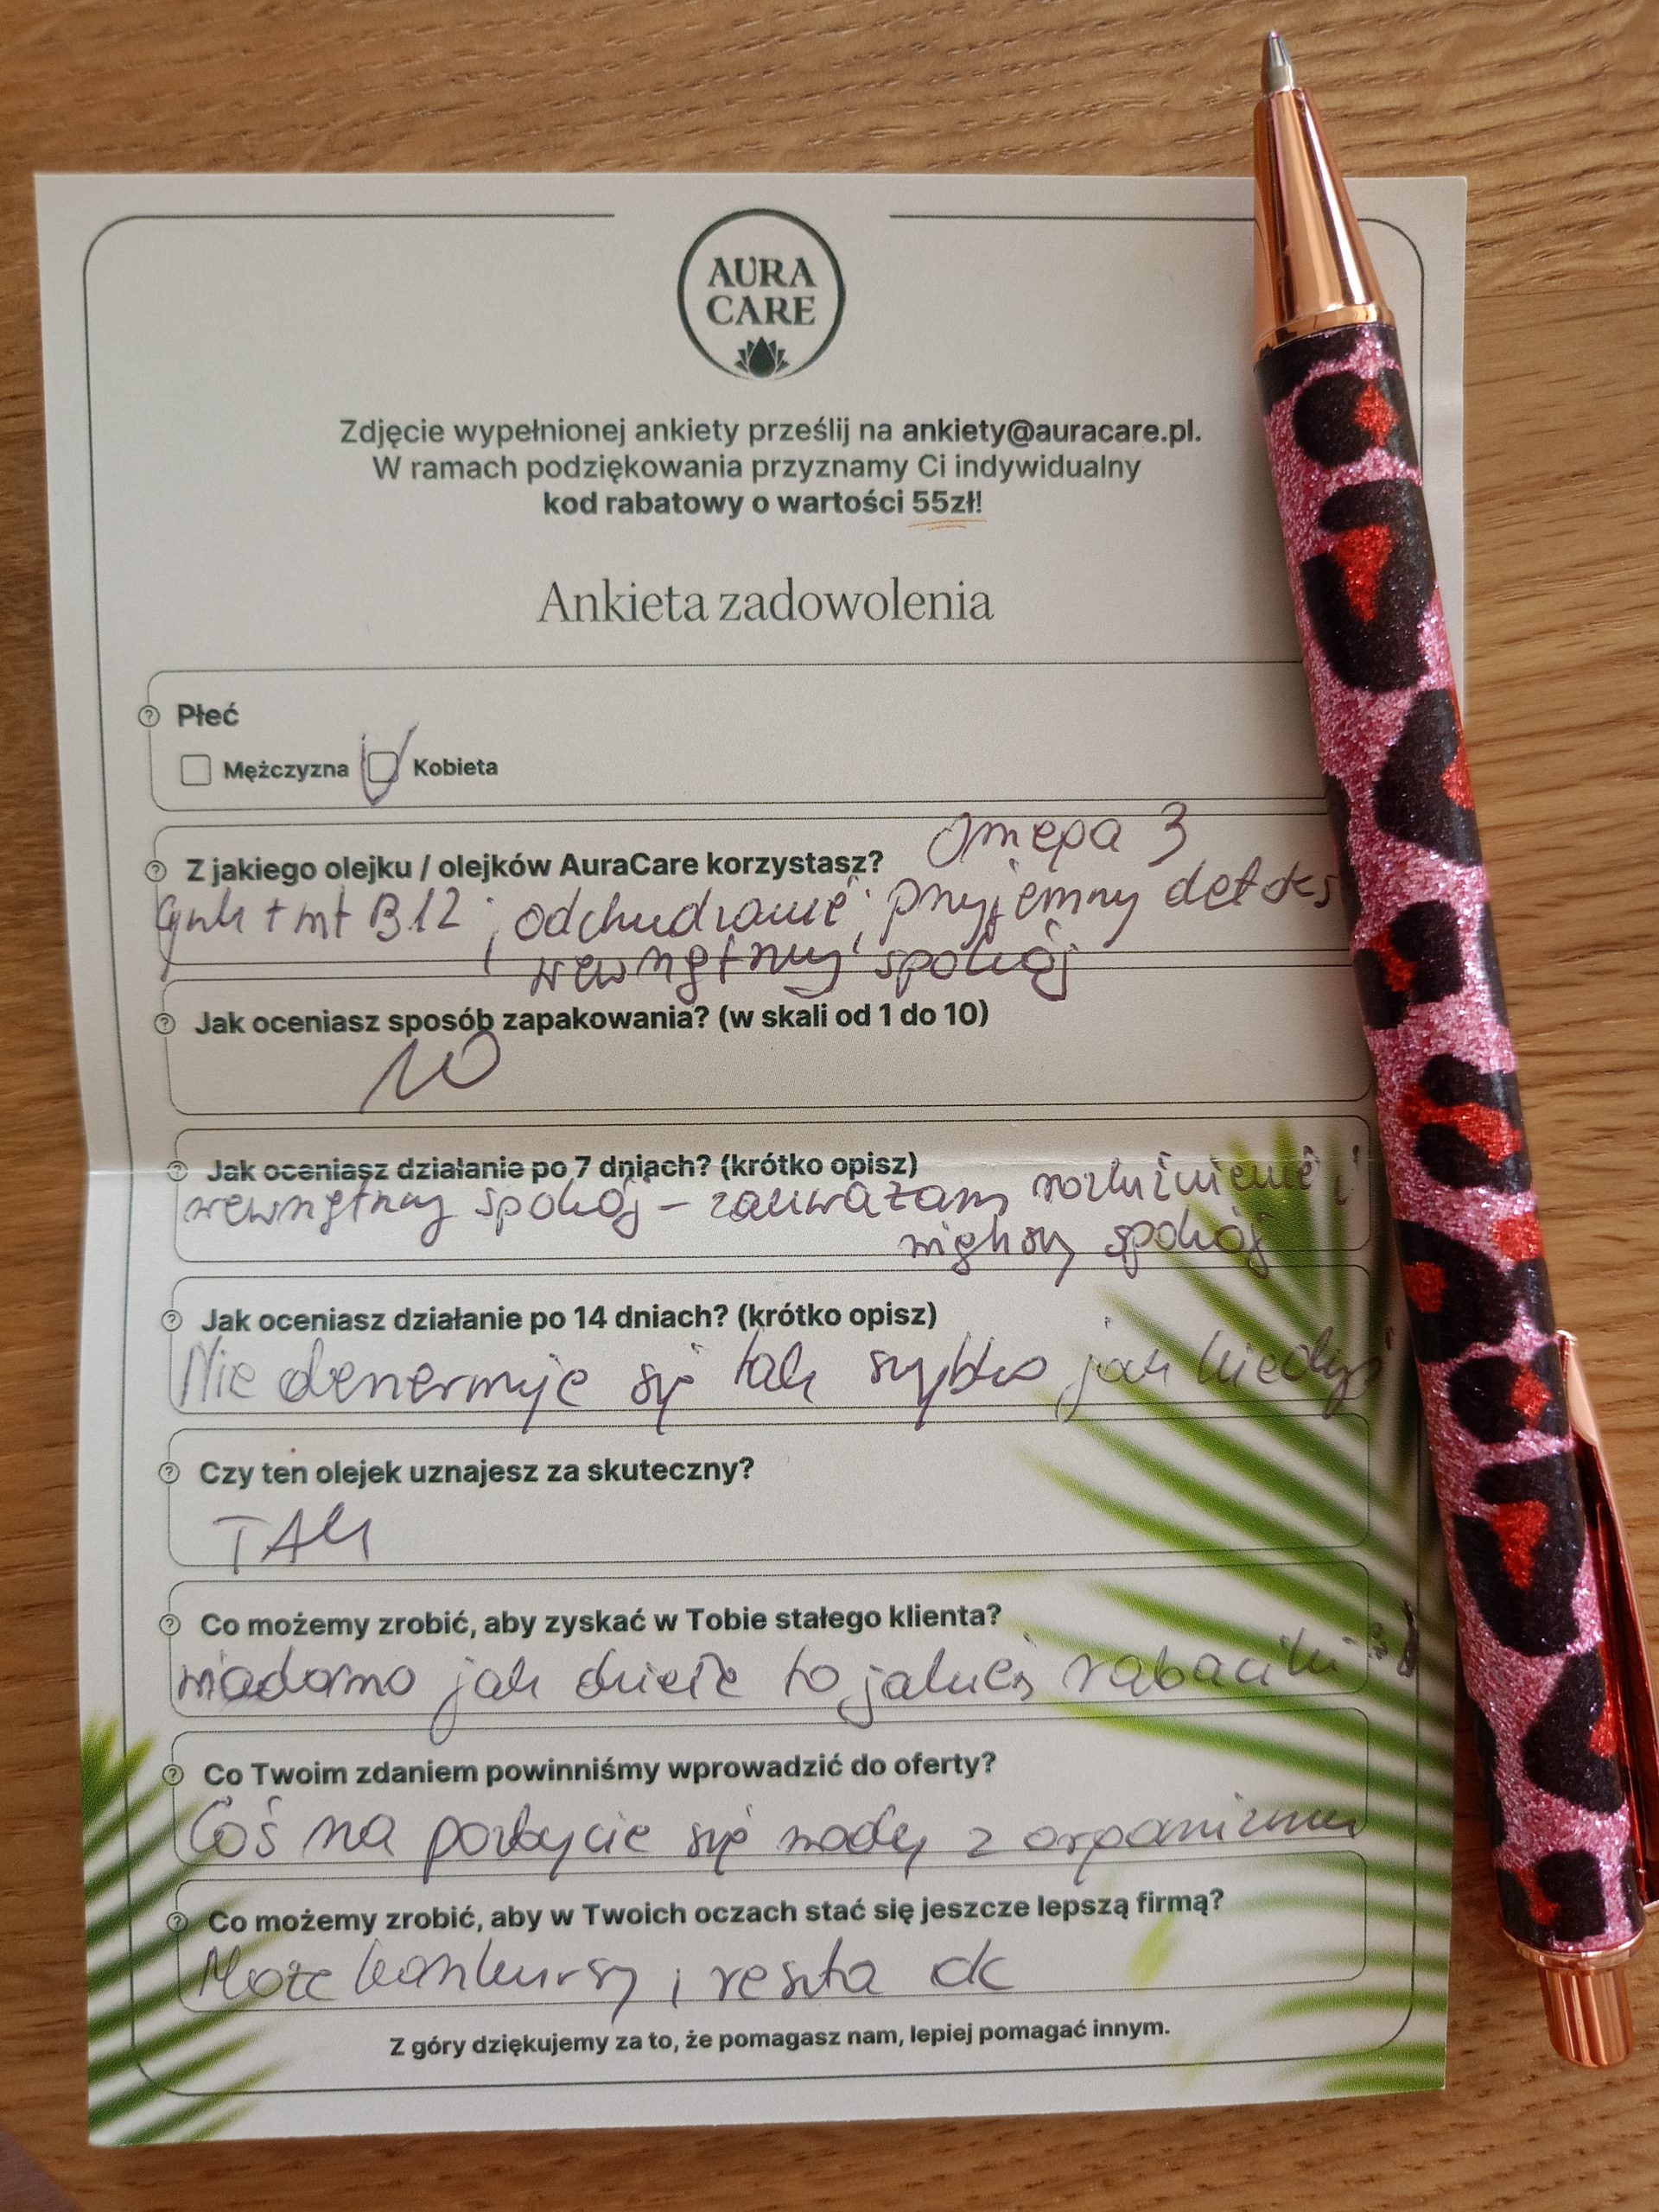 AURA
CARE
Zdjęcie wypełnionej ankiety prześlij na ankiety@auracare.pl.
W ramach podziękowania przyznamy Ci indywidualny
kod rabatowy o wartości 55zł!
Ankieta zadowolenia
Płeć
Mężczyzna Kobieta
Omega 3
Z jakiego olejku / olejków AuraCare korzystasz?
B12; odchudzanie; przyjemny detoks
wewnętrzny spokój
Jak oceniasz sposób zapakowania? (w skali od 1 do 10)
10
Jak oceniasz działanie po 7 dniach? (krótko opisz)
wewnętrzny spokój - zauważam rozluźnienie i
większy spokój
Jak oceniasz działanie po 14 dniach? (krótko opisz)
Nie denerwuje się tak szybko jak kiedyś
Czy ten olejek uznajesz za skuteczny?
TAK
Co możemy zrobić, aby zyskać w Tobie stałego klienta?
wiadomo jak dacie to jakieś rabaciki
Co Twoim zdaniem powinniśmy wprowadzić do oferty?
Coś na pozbycie się wody z organizmu
Co możemy zrobić, aby w Twoich oczach stać się jeszcze lepszą firmą?
Może konkursy i reszta ok
Z góry dziękujemy za to, że pomagasz nam, lepiej pomagać innym.